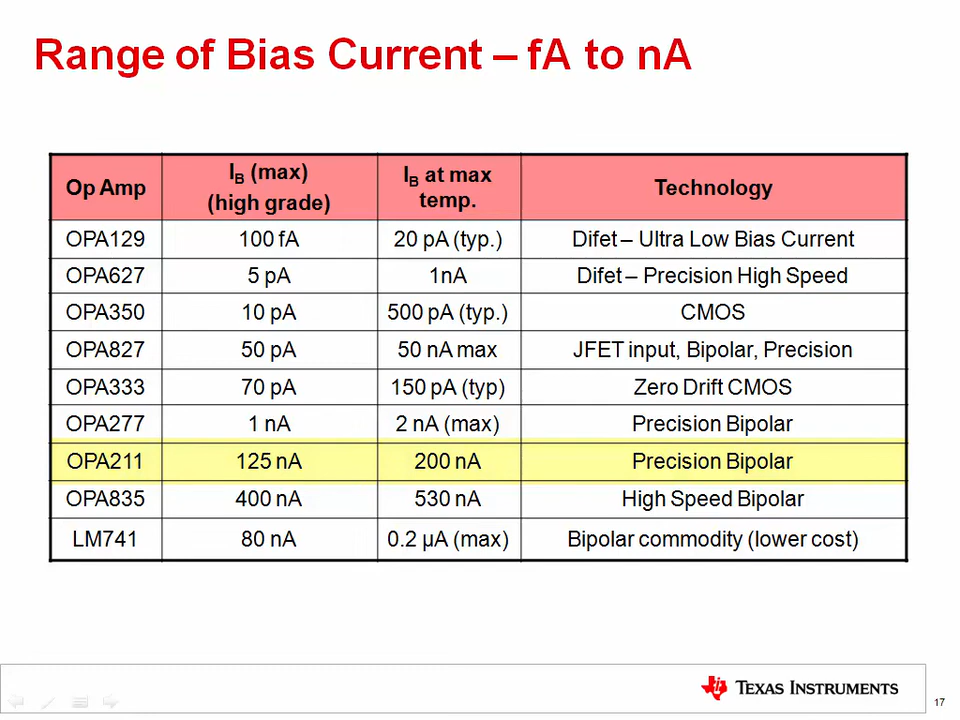 Range of Bias Current – fA to nA
Op Amp
I_B (max)
(high grade)
I_B at max
temp.
Technology
OPA129 100 fA 20 pA (typ.) Difet – Ultra Low Bias Current
OPA627 5 pA 1nA Difet – Precision High Speed
OPA350 10 pA 500 pA (typ.) CMOS
OPA827 50 pA 50 nA max JFET input, Bipolar, Precision
OPA333 70 pA 150 pA (typ) Zero Drift CMOS
OPA277 1 nA 2 nA (max) Precision Bipolar
OPA211 125 nA 200 nA Precision Bipolar
OPA835 400 nA 530 nA High Speed Bipolar
LM741 80 nA 0.2 µA (max) Bipolar commodity (lower cost)
TEXAS INSTRUMENTS
17